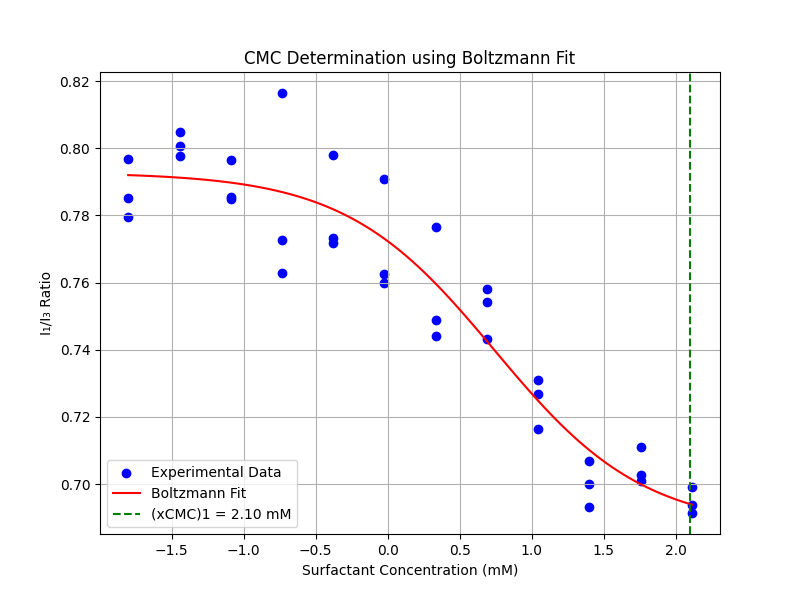 CMC Determination using Boltzmann Fit
0.82
0.80
0.78
0.76
0.74
0.72
0.70
I₁/I₃ Ratio
Experimental Data
Boltzmann Fit
(xCMC)1 = 2.10 mM
−1.5 −1.0 −0.5 0.0 0.5 1.0 1.5 2.0
Surfactant Concentration (mM)